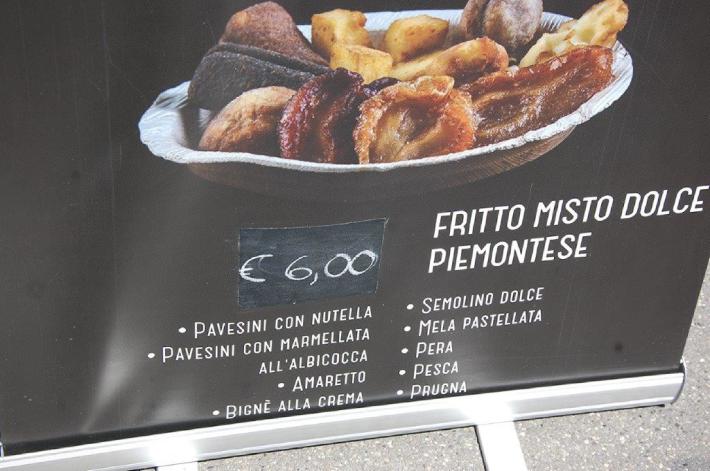 FRITTO MISTO DOLCE
PIEMONTESE
€ 6,00
• PAVESINI CON NUTELLA
• PAVESINI CON MARMELLATA
ALL'ALBICOCCA
• AMARETTO
• BIGNÈ ALLA CREMA
• SEMOLINO DOLCE
• MELA PASTELLATA
• PERA
• PESCA
• PRUGNA